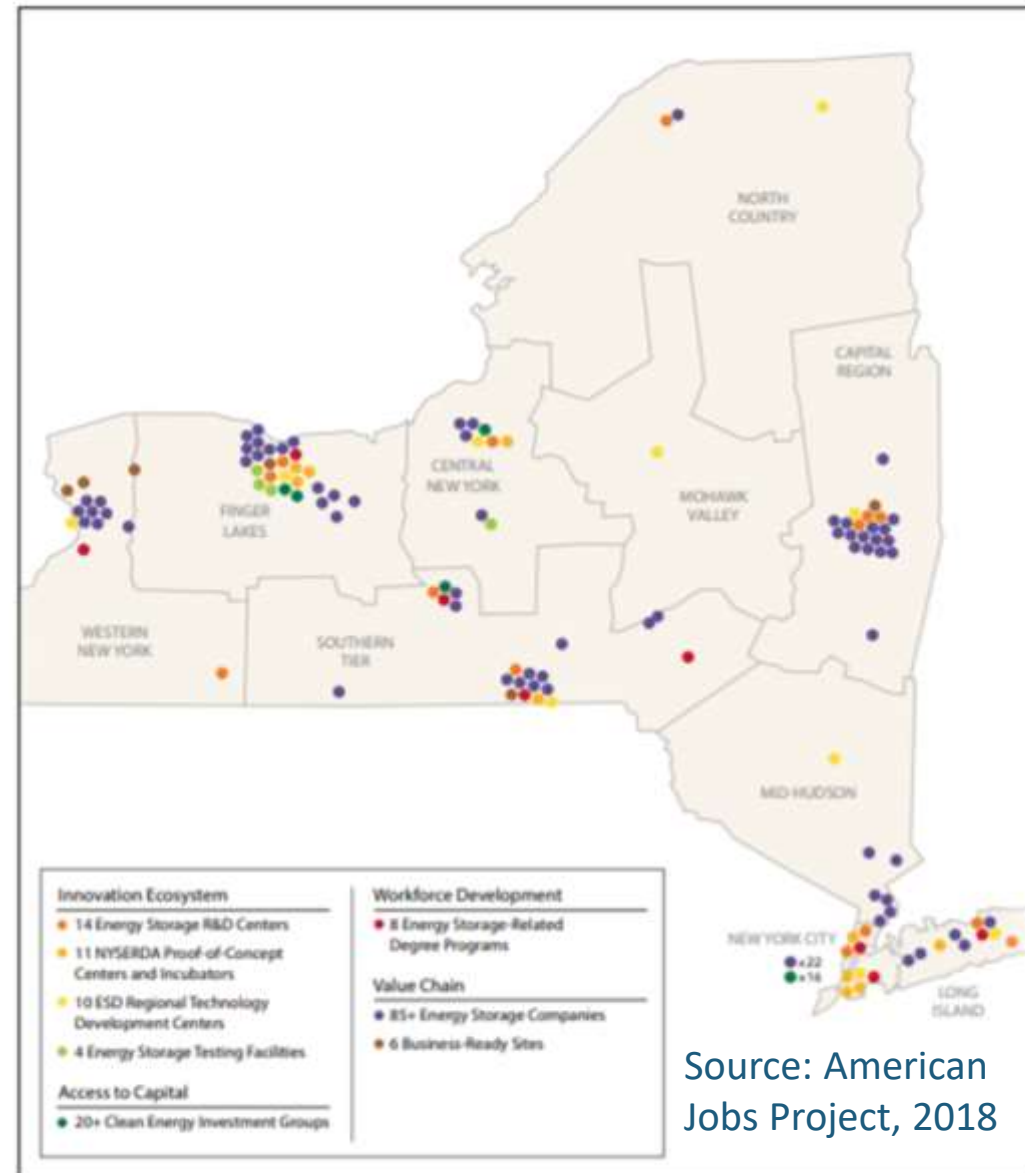 NORTH
COUNTRY
CAPITAL
REGION
CENTRAL
NEW YORK
MOHAWK
VALLEY
FINGER
LAKES
WESTERN
NEW YORK
SOUTHERN
TIER
MID-HUDSON
NEW YORK CITY
x22
x16
LONG
ISLAND
Innovation Ecosystem
14 Energy Storage R&D Centers
11 NYSERDA Proof-of-Concept
Centers and Incubators
10 ESD Regional Technology
Development Centers
4 Energy Storage Testing Facilities
Access to Capital
20+ Clean Energy Investment Groups
Workforce Development
8 Energy Storage-Related
Degree Programs
Value Chain
85+ Energy Storage Companies
6 Business-Ready Sites
Source: American
Jobs Project, 2018